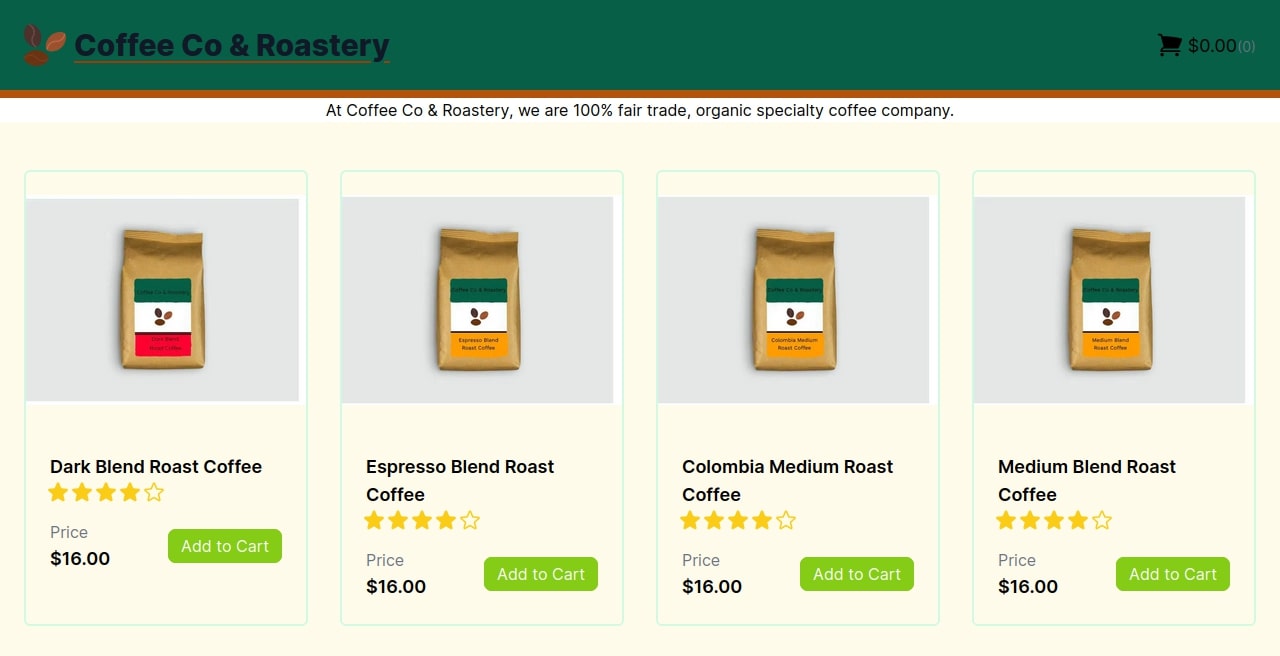 Coffee Co & Roastery
$0.00(0)
At Coffee Co & Roastery, we are 100% fair trade, organic specialty coffee company.
Coffee Co & Roastery
Dark Blend
Roast Coffee
Coffee Co & Roastery
Espresso Blend
Roast Coffee
Coffee Co & Roastery
Colombia Medium
Roast Coffee
Coffee Co & Roastery
Medium Blend
Roast Coffee
Dark Blend Roast Coffee
Price
$16.00
Add to Cart
Espresso Blend Roast
Coffee
Price
$16.00
Add to Cart
Colombia Medium Roast
Coffee
Price
$16.00
Add to Cart
Medium Blend Roast
Coffee
Price
$16.00
Add to Cart